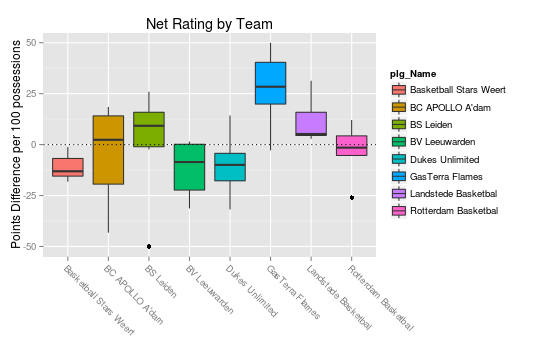 Net Rating by Team
Points Difference per 100 possessions
50
25
0
-25
-50
Basketball Stars Weert
BC APOLLO A'dam
BS Leiden
BV Leeuwarden
Dukes Unlimited
GasTerra Flames
Landstede Basketbal
Rotterdam Basketbal
plg_Name
Basketball Stars Weert
BC APOLLO A'dam
BS Leiden
BV Leeuwarden
Dukes Unlimited
GasTerra Flames
Landstede Basketbal
Rotterdam Basketbal